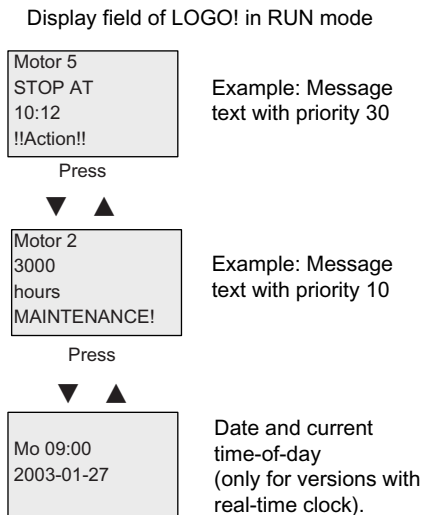 Display field of LOGO! in RUN mode
Motor 5
STOP AT
10:12
!!Action!!
Example: Message
text with priority 30
Press
Motor 2
3000
hours
MAINTENANCE!
Example: Message
text with priority 10
Press
Mo 09:00
2003-01-27
Date and current
time-of-day
(only for versions with
real-time clock).